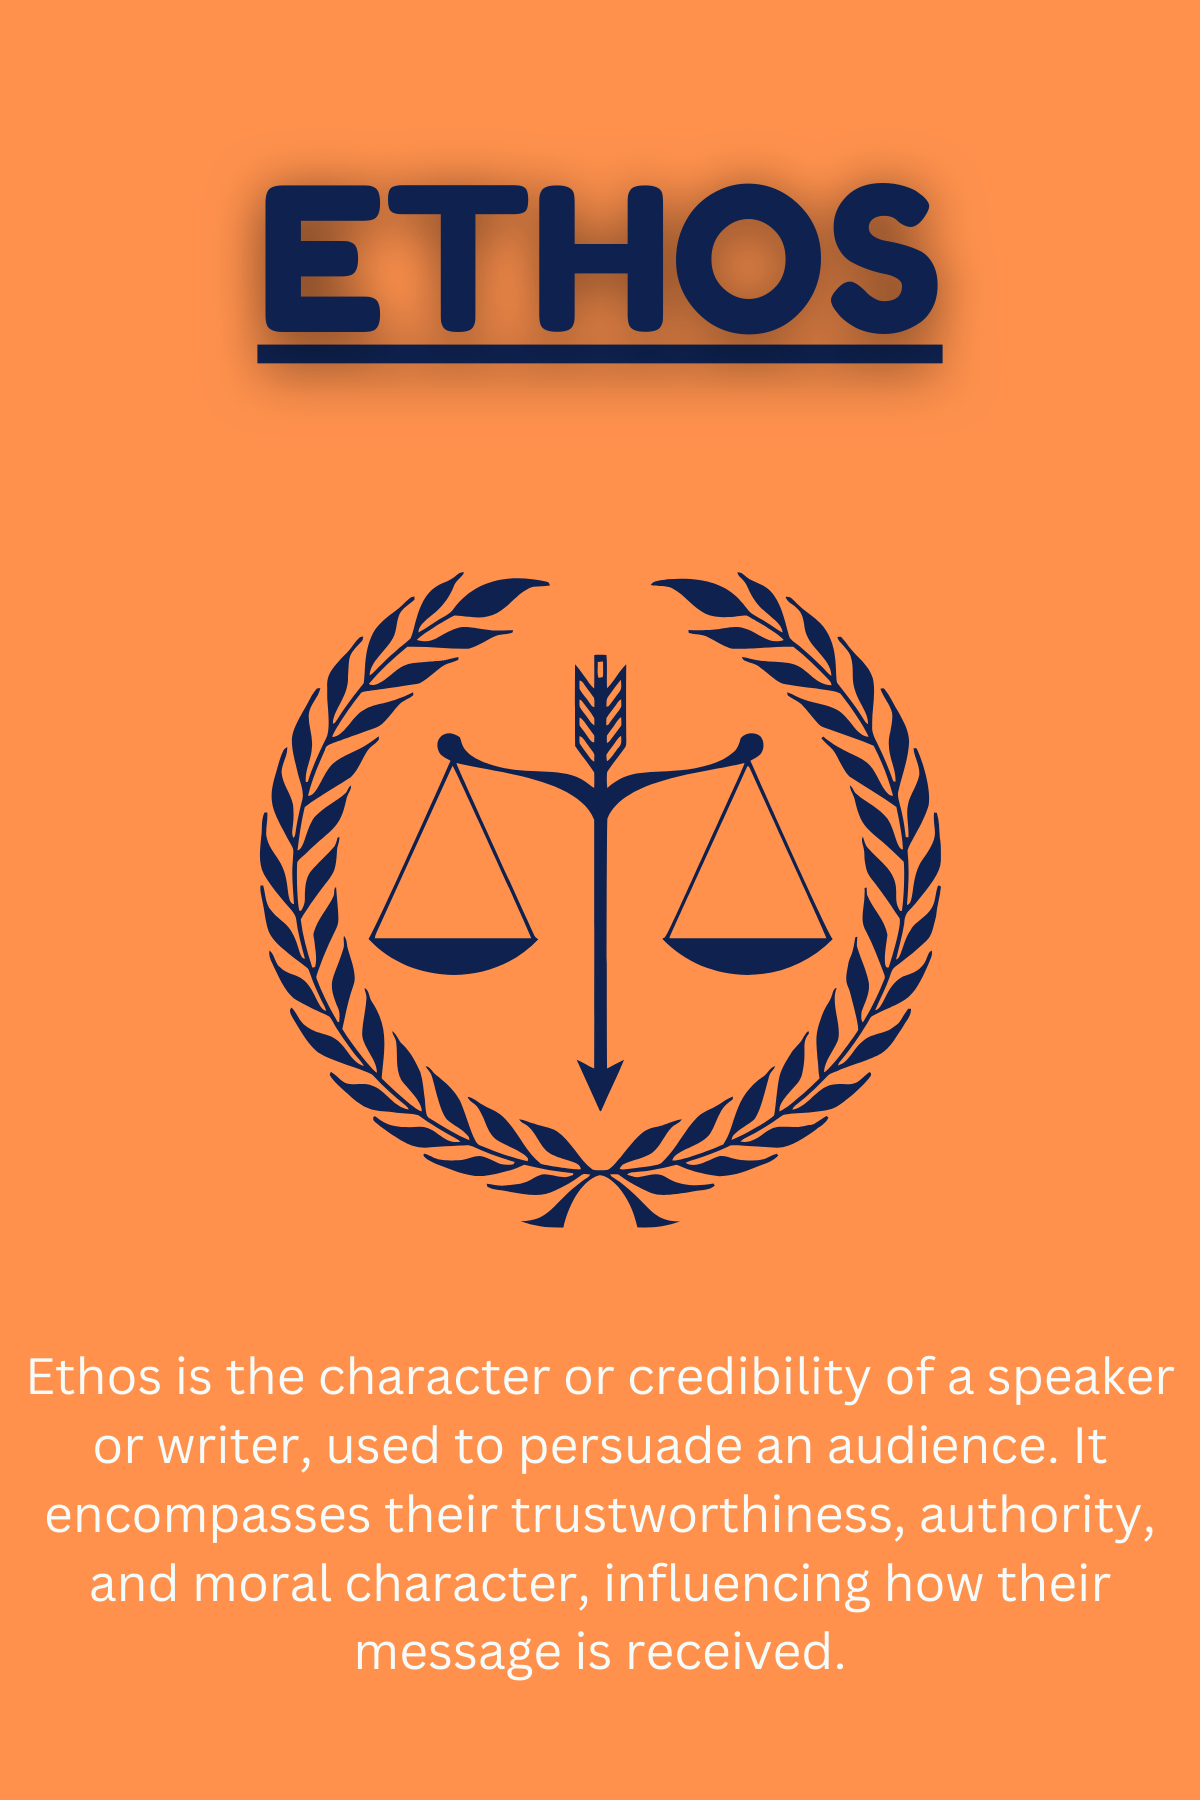 ETHOS
Ethos is the character or credibility of a speaker
or writer, used to persuade an audience. It
encompasses their trustworthiness, authority,
and moral character, influencing how their
message is received.